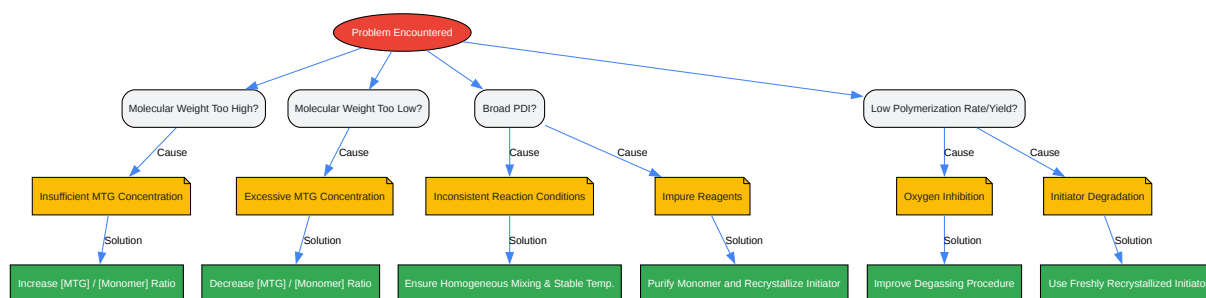 Problem Encountered
Molecular Weight Too High?
Molecular Weight Too Low?
Broad PDI?
Low Polymerization Rate/Yield?
Cause
Cause
Cause
Cause
Cause
Cause
Insufficient MTG Concentration
Excessive MTG Concentration
Inconsistent Reaction Conditions
Impure Reagents
Oxygen Inhibition
Initiator Degradation
Solution
Solution
Solution
Solution
Solution
Solution
Increase [MTG] / [Monomer] Ratio
Decrease [MTG] / [Monomer] Ratio
Ensure Homogeneous Mixing & Stable Temp.
Purify Monomer and Recrystallize Initiator
Improve Degassing Procedure
Use Freshly Recrystallized Initiator